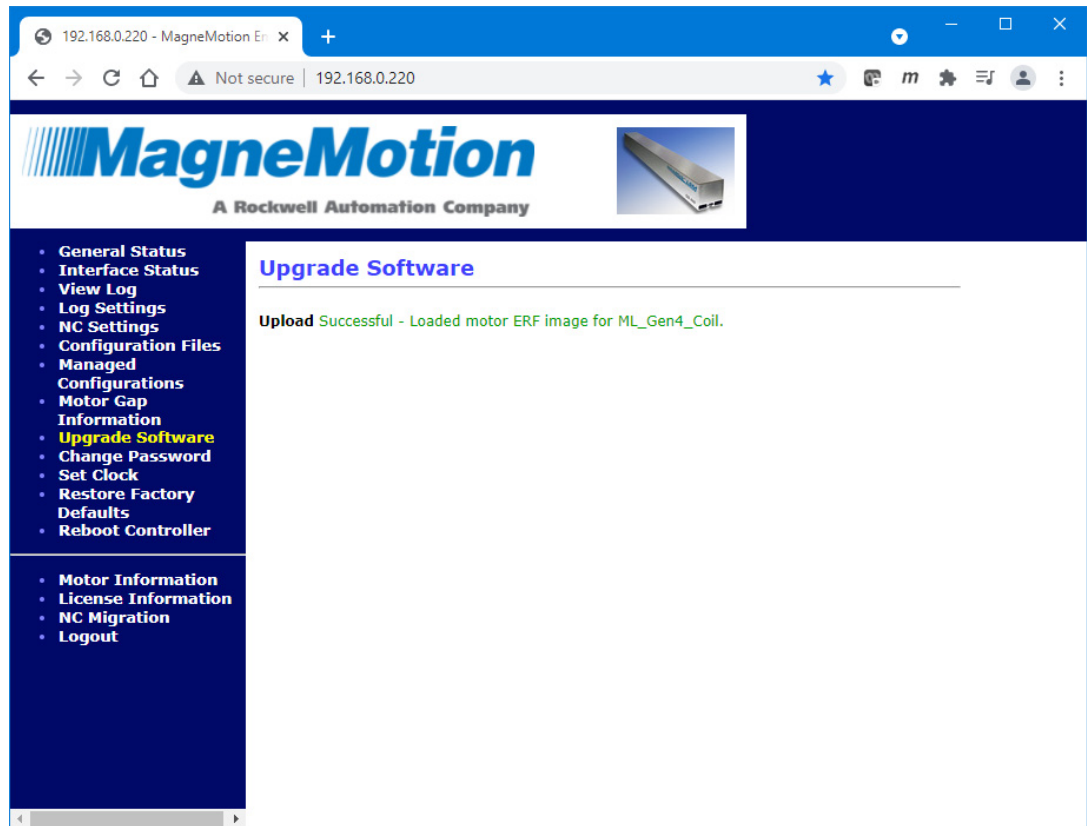 192.168.0.220 - MagneMotion En
Not secure | 192.168.0.220
MagneMotion
A Rockwell Automation Company
General Status
Interface Status
View Log
Log Settings
NC Settings
Configuration Files
Managed
Configurations
Motor Gap
Information
Upgrade Software
Change Password
Set Clock
Restore Factory
Defaults
Reboot Controller
Motor Information
License Information
NC Migration
Logout
Upgrade Software
Upload Successful - Loaded motor ERF image for ML_Gen4_Coil.